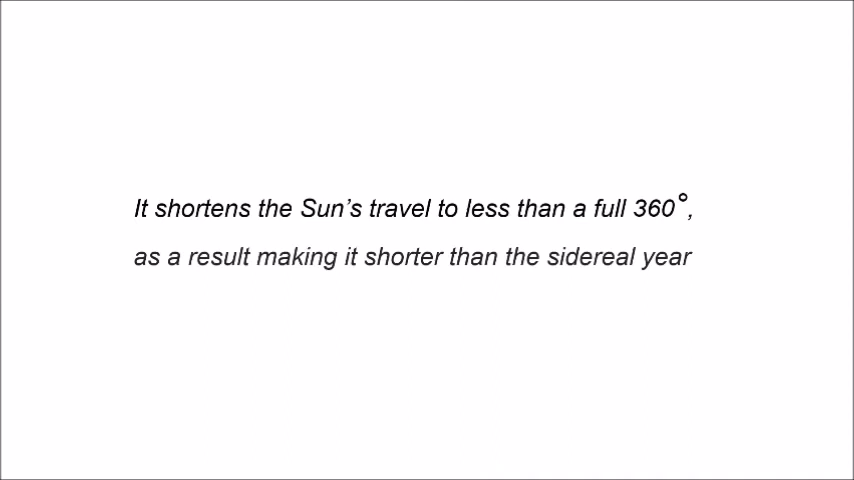 It shortens the Sun’s travel to less than a full 360°,
as a result making it shorter than the sidereal year